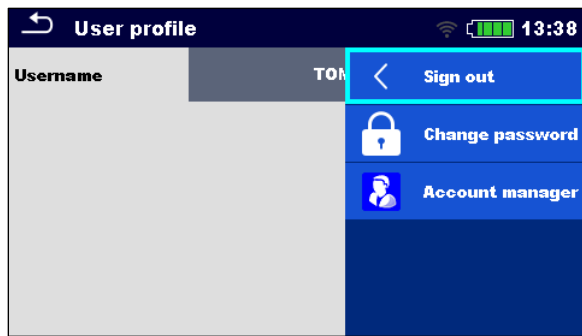 User profile 13:38
Username TOM
Sign out
Change password
Account manager